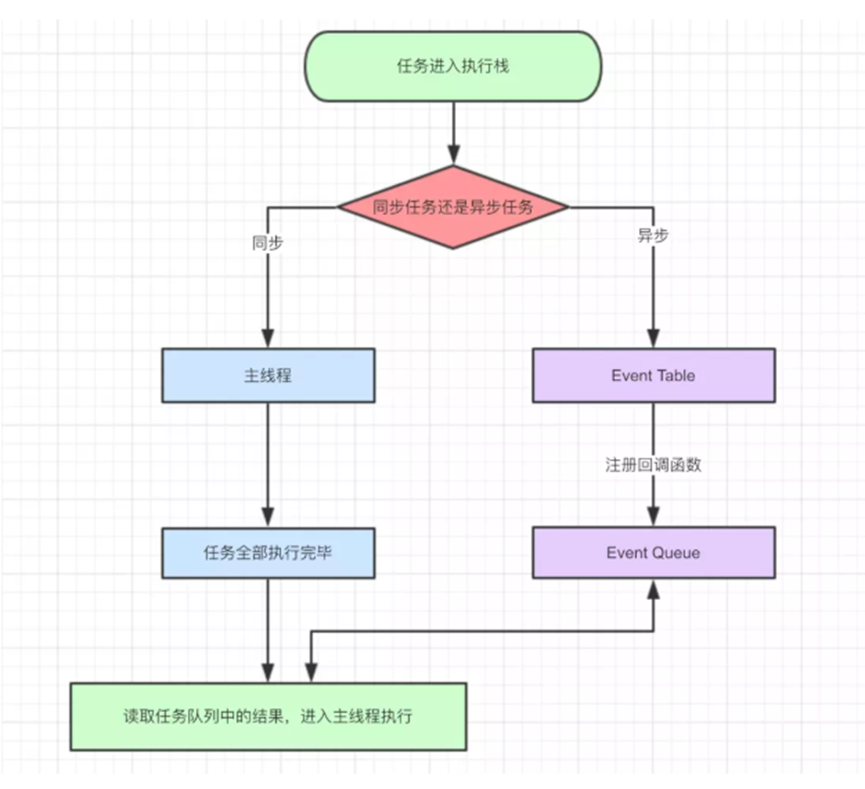 任务进入执行栈
同步任务还是异步任务
同步
异步
主线程
Event Table
注册回调函数
任务全部执行完毕
Event Queue
读取任务队列中的结果，进入主线程执行